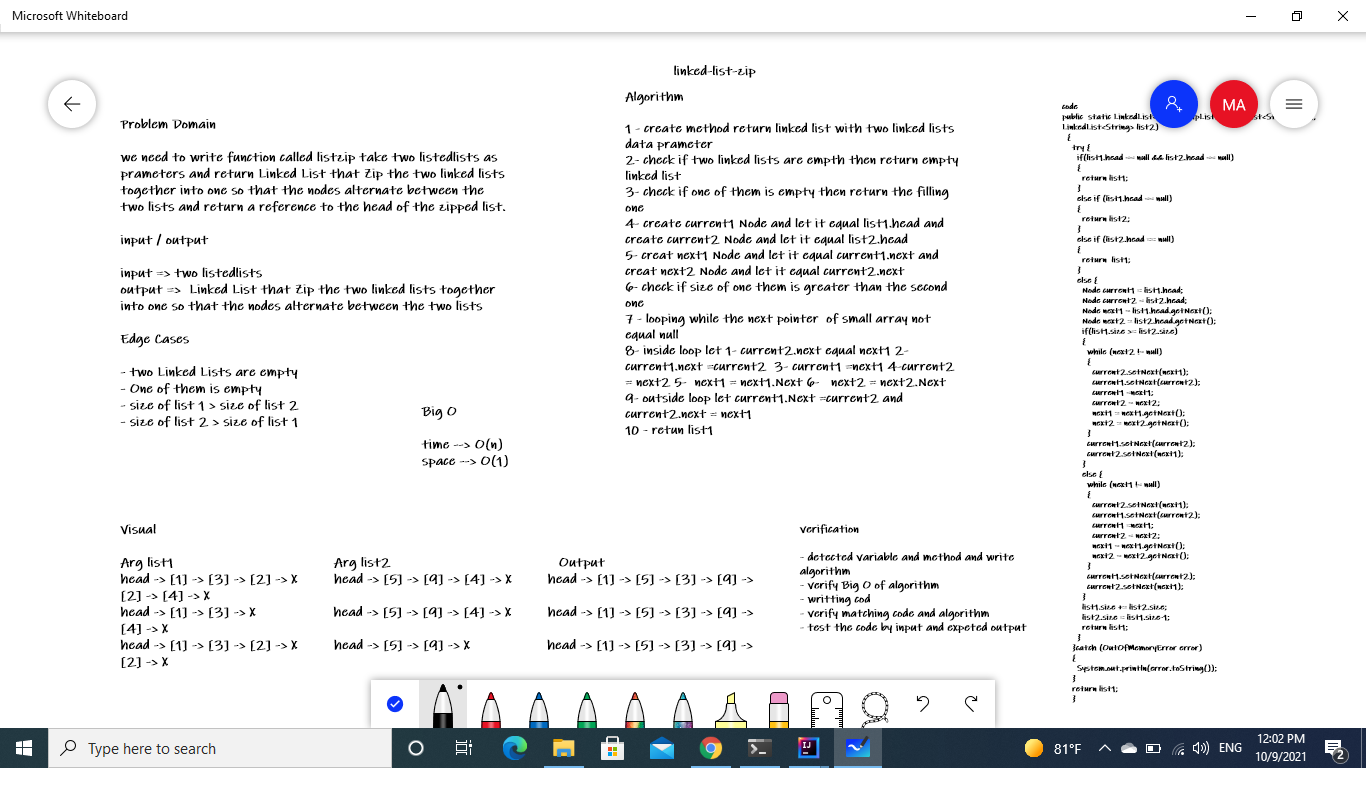 Microsoft Whiteboard
linked-list-zip
Problem Domain
we need to write function called listzip take two listedlists as
prameters and return Linked List that Zip the two linked lists
together into one so that the nodes alternate between the
two lists and return a reference to the head of the zipped list.
input / output
input => two listedlists
output => Linked List that Zip the two linked lists together
into one so that the nodes alternate between the two lists
Edge Cases
- two Linked Lists are empty
- One of them is empty
- size of list 1 > size of list 2
- size of list 2 > size of list 1
Big O
time --> O(n)
space --> O(1)
Algorithm
1 - create method return linked list with two linked lists
data prameter
2- check if two linked lists are empth then return empty
linked list
3- check if one of them is empty then return the filling
one
4- create current1 Node and let it equal list1.head and
create current2 Node and let it equal list2.head
5- creat next1 Node and let it equal current1.next and
creat next2 Node and let it equal current2.next
6- check if size of one them is greater than the second
one
7 - looping while the next pointer of small array not
equal null
8- inside loop let 1- current2.next equal next1 2-
current1.next =current2 3- current1 =next1 4-current2
= next2 5- next1 = next1.Next 6- next2 = next2.Next
9- outside loop let current1.Next =current2 and
current2.next = next1
10 - retun list1
code
public static LinkedList
LinkedList<String> list2)
{
try {
if(list1.head == null && list2.head == null)
{
return list1;
}
else if (list1.head == null)
{
return list2;
}
else if (list2.head == null)
{
return list1;
}
else {
Node current1 = list1.head;
Node current2 = list2.head;
Node next1 = list1.head.getNext();
Node next2 = list2.head.getNext();
if(list1.size >= list2.size)
{
while (next2 != null)
{
current2.setNext(next1);
current1.setNext(current2);
current1 =next1;
current2 = next2;
next1 = next1.getNext();
next2 = next2.getNext();
}
current1.setNext(current2);
current2.setNext(next1);
}
else {
while (next1 != null)
{
current2.setNext(next1);
current1.setNext(current2);
current1 =next1;
current2 = next2;
next1 = next1.getNext();
next2 = next2.getNext();
}
current1.setNext(current2);
current2.setNext(next1);
}
list1.size += list2.size;
list2.size = list1.size-1;
return list1;
}
}catch (OutOfMemoryError error)
{
System.out.println(error.toString());
}
return list1;
}
Visual
Arg list1 Arg list2 Output
head -> [1] -> [3] -> [2] -> X head -> [5] -> [9] -> [4] -> X head -> [1] -> [5] -> [3] -> [9] ->
[2] -> [4] -> X
head -> [1] -> [3] -> X head -> [5] -> [9] -> [4] -> X head -> [1] -> [5] -> [3] -> [9] ->
[4] -> X
head -> [1] -> [3] -> [2] -> X head -> [5] -> [9] -> X head -> [1] -> [5] -> [3] -> [9] ->
[2] -> X
verification
- detected variable and method and write
algorithm
- verify Big O of algorithm
- writting cod
- verify matching code and algorithm
- test the code by input and expeted output
MA
Type here to search
81°F
ENG
12:02 PM
10/9/2021
2